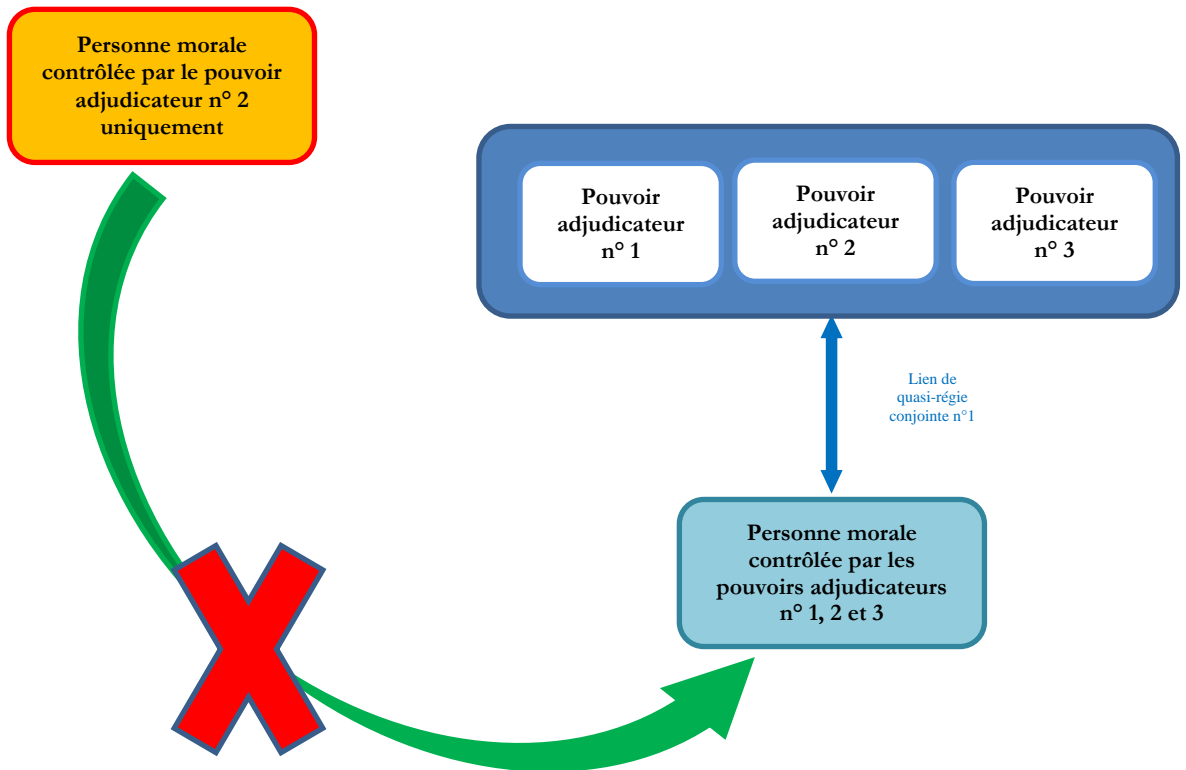 Personne morale
contrôlée par le pouvoir
adjudicateur n° 2
uniquement
Pouvoir
adjudicateur
n° 1
Pouvoir
adjudicateur
n° 2
Pouvoir
adjudicateur
n° 3
Lien de
quasi-régie
conjointe n°1
Personne morale
contrôlée par les
pouvoirs adjudicateurs
n° 1, 2 et 3